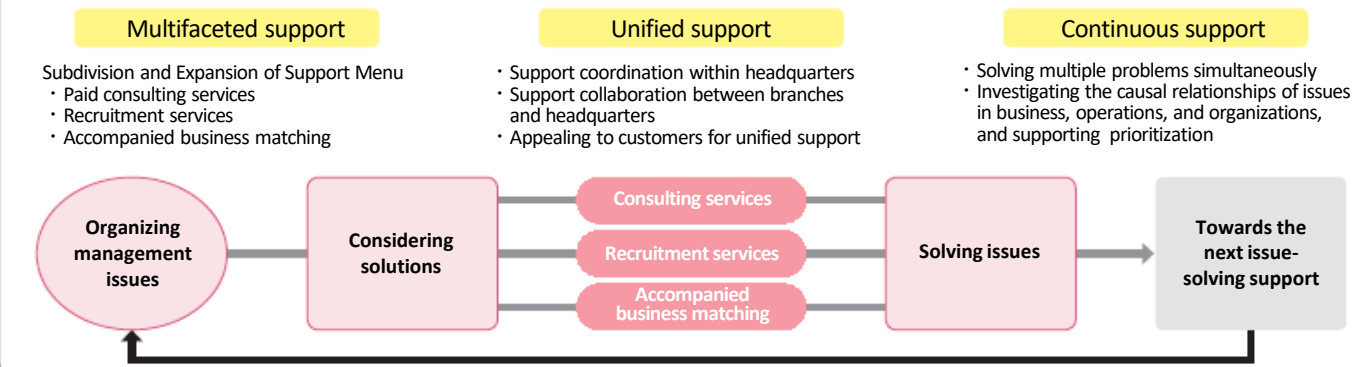 Multifaceted support
Subdivision and Expansion of Support Menu
・Paid consulting services
・Recruitment services
・Accompanied business matching
Unified support
・Support coordination within headquarters
・Support collaboration between branches
and headquarters
・Appealing to customers for unified support
Continuous support
・Solving multiple problems simultaneously
・Investigating the causal relationships of issues
in business, operations, and organizations,
and supporting prioritization
Organizing
management
issues
Considering
solutions
Consulting services
Recruitment services
Accompanied
business matching
Solving issues
Towards the
next issue-
solving support